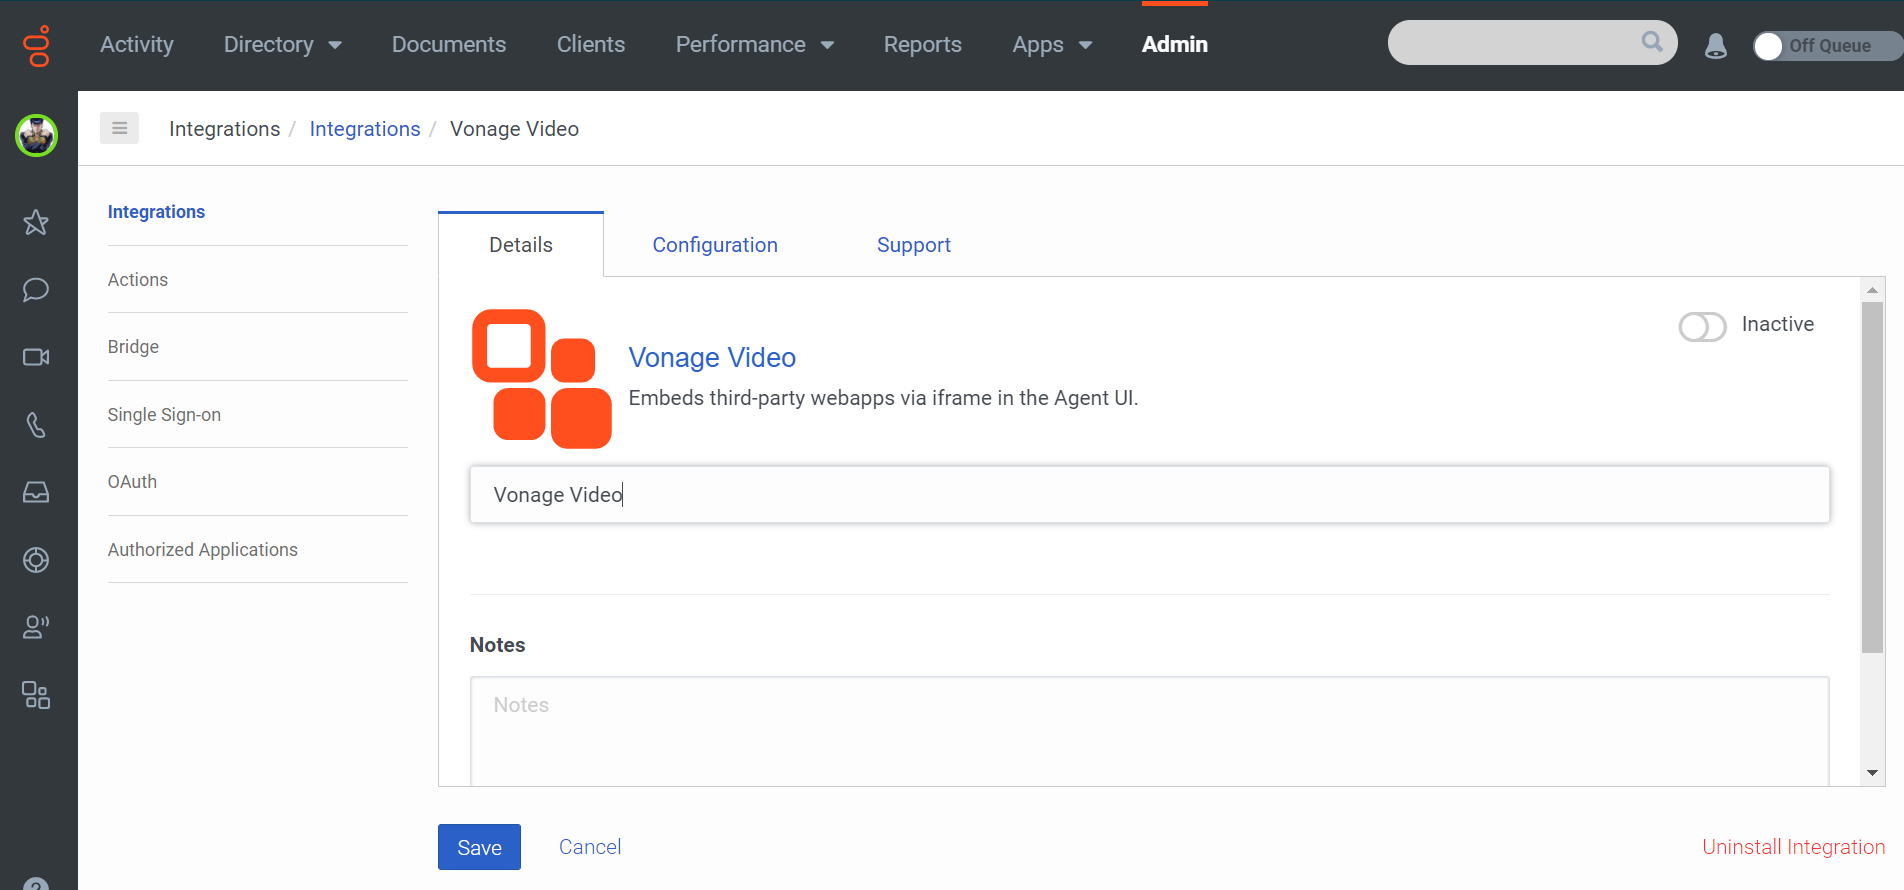 Activity Directory Documents Clients Performance Reports Apps Admin Off Queue
Integrations / Integrations / Vonage Video
Integrations
Actions
Bridge
Single Sign-on
OAuth
Authorized Applications
Details Configuration Support
Inactive
Vonage Video
Embeds third-party webapps via iframe in the Agent UI.
Vonage Video
Notes
Notes
Save Cancel Uninstall Integration